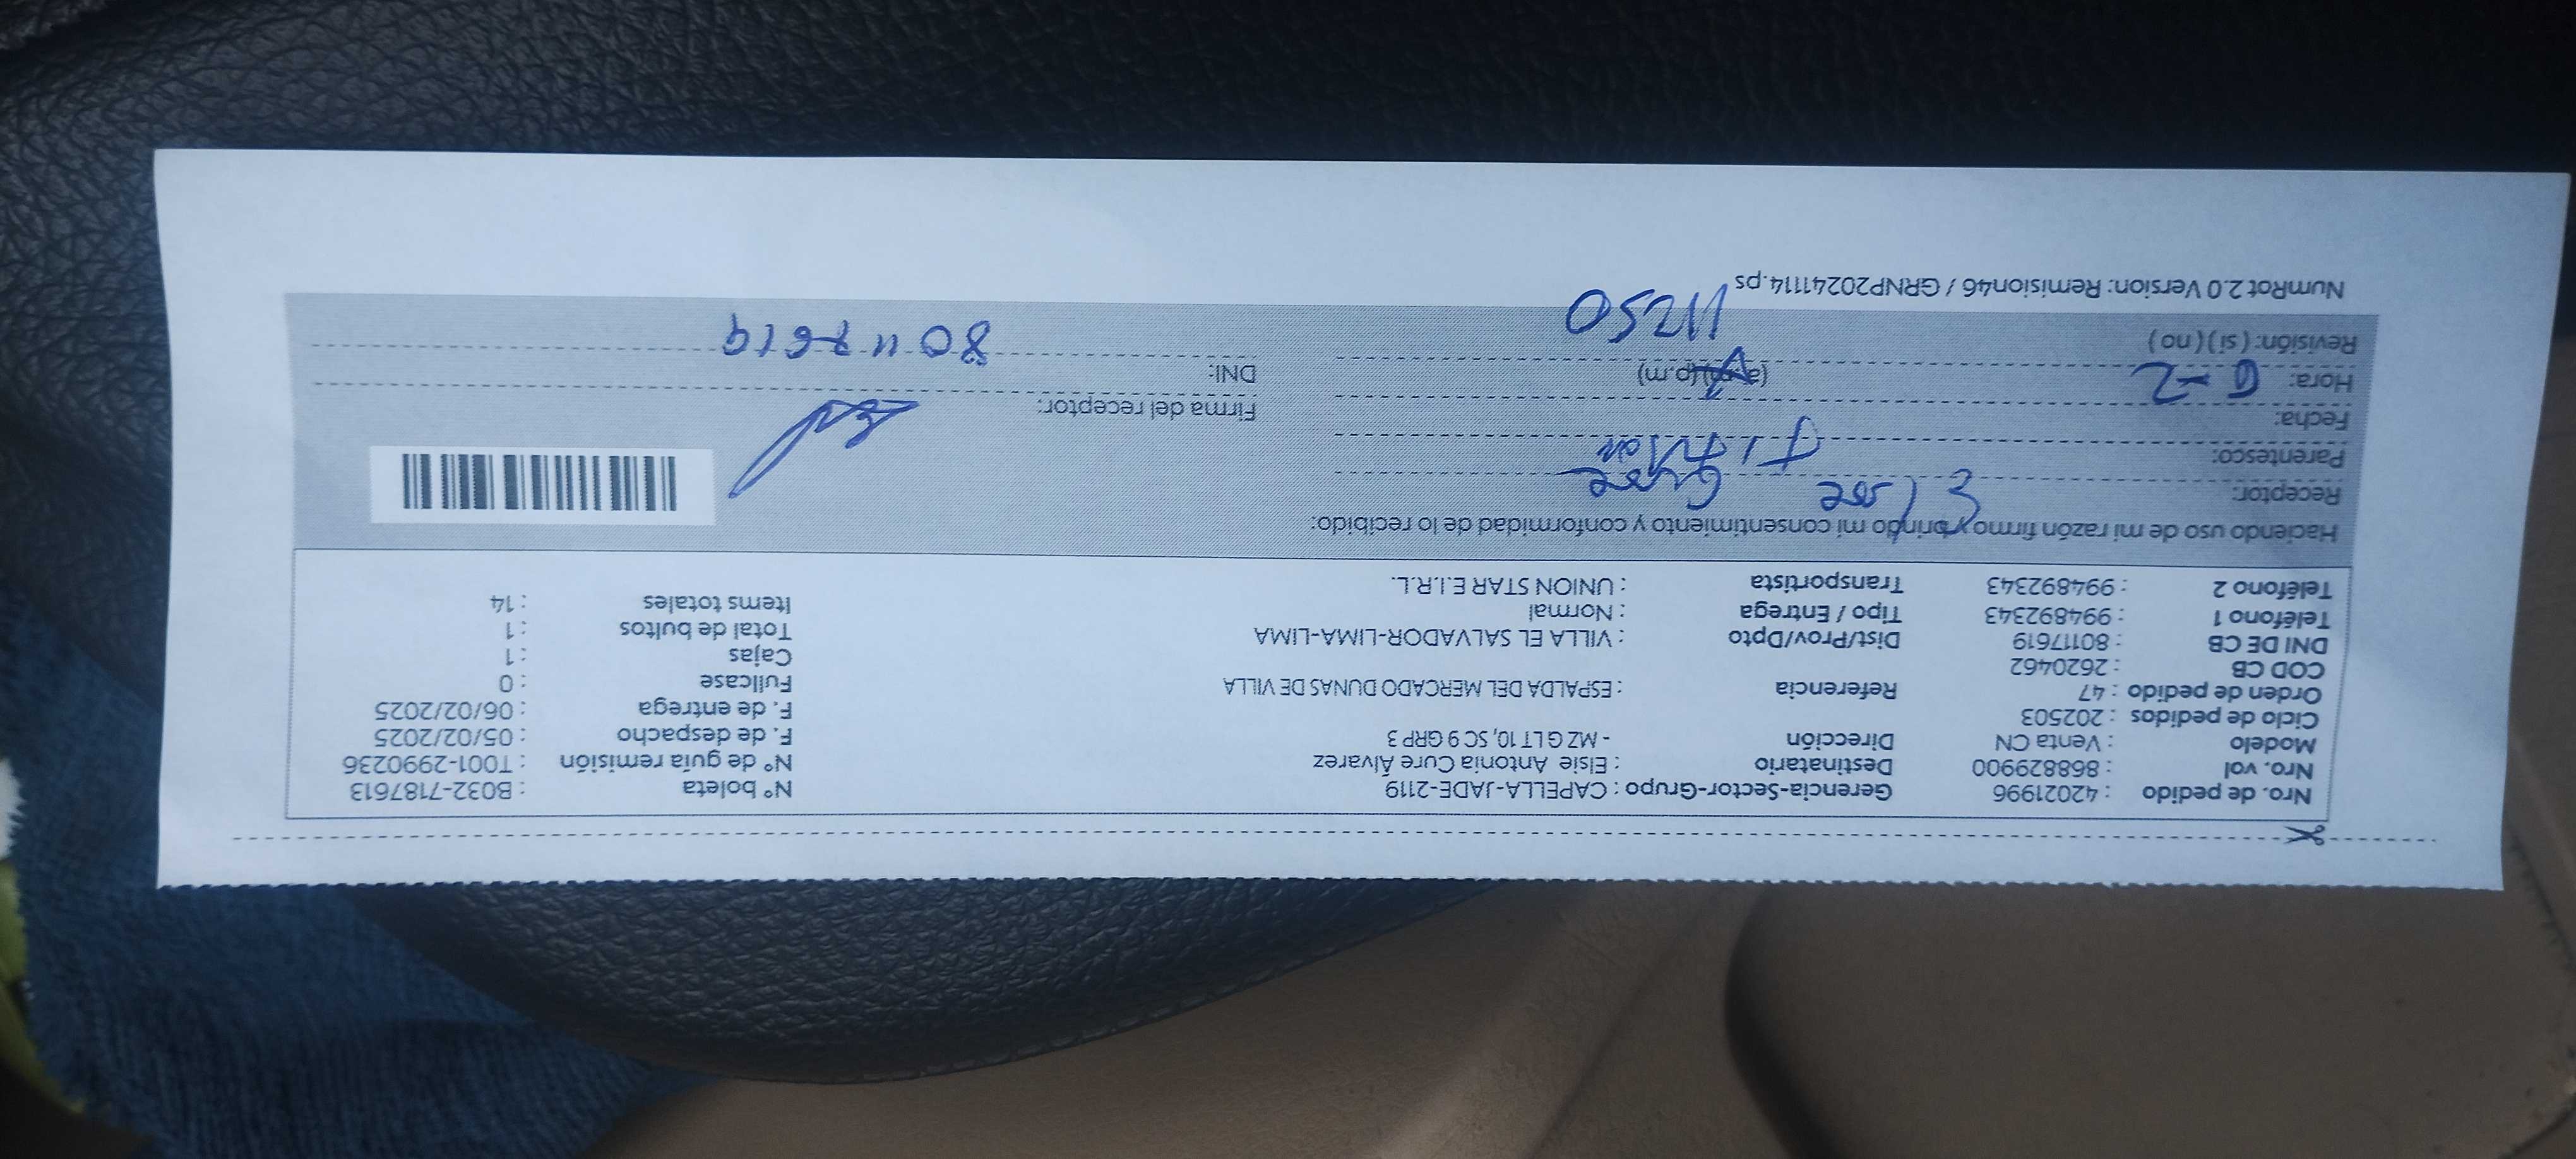 Nro. de pedido : 42021996 Gerencia-Sector-Grupo : CAPELLA-JADE-2119 N° boleta : B032-7187613
Nro. vol : 868829900 Destinatario : Elsie Antonia Cure Álvarez N° de guía remisión : T001-2990236
Modelo : Venta CN Dirección - MZ G LT 10, SC 9 GRP 3 F. de despacho : 05/02/2025
Ciclo de pedidos : 202503 F. de entrega : 06/02/2025
Orden de pedido : 47 Referencia : ESPALDA DEL MERCADO DUNAS DE VILLA Fullcase : 0
COD CB : 2620462 Cajas : 1
DNI DE CB : 80117619 Dist/Prov/Dpto : VILLA EL SALVADOR-LIMA-LIMA Total de bultos : 1
Teléfono 1 : 994892343 Tipo / Entrega : Normal Items totales : 14
Teléfono 2 : 994892343 Transportista : UNION STAR E.I.R.L.
Haciendo uso de mi razón firmo y brindo mi consentimiento y conformidad de lo recibido:
Receptor: Cure
Parentesco:
Fecha: Firma del receptor:
Hora: 6-2 (a.m) (p.m) DNI: 80117619
Revisión: (si) (no) 11250
NumRot 2.0 Version: Remision46 / GRNP20241114.ps